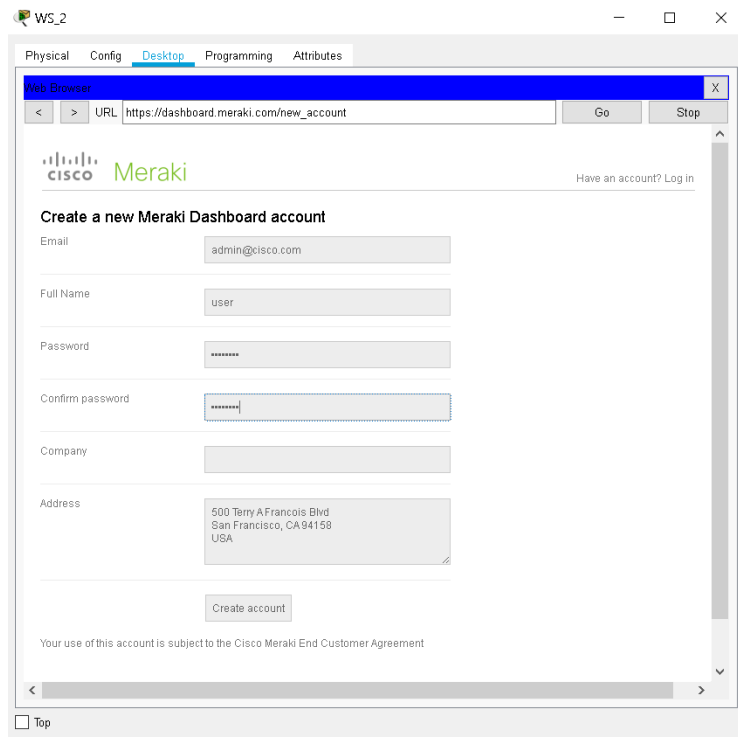 WS_2
Physical Config Desktop Programming Attributes
Web Browser X
< > URL https://dashboard.meraki.com/new_account Go Stop
cisco Meraki
Have an account? Log in
Create a new Meraki Dashboard account
Email admin@cisco.com
Full Name user
Password ••••••••
Confirm password ••••••••
Company
Address
500 Terry A Francois Blvd
San Francisco, CA 94158
USA
Create account
Your use of this account is subject to the Cisco Meraki End Customer Agreement
Top